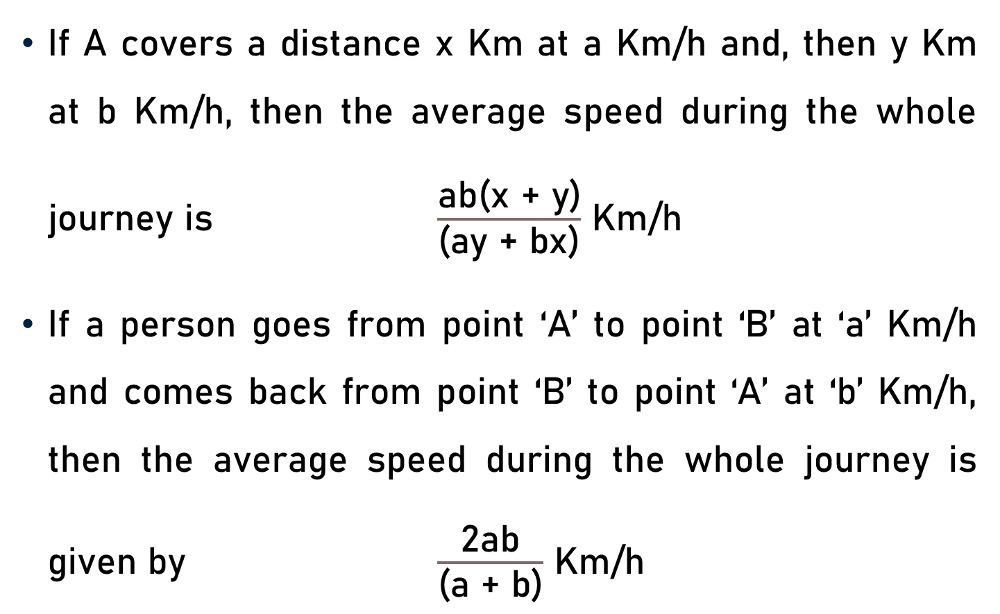 • If A covers a distance x Km at a Km/h and, then y Km
at b Km/h, then the average speed during the whole
journey is ab(x + y)/(ay + bx) Km/h
• If a person goes from point ‘A’ to point ‘B’ at ‘a’ Km/h
and comes back from point ‘B’ to point ‘A’ at ‘b’ Km/h,
then the average speed during the whole journey is
given by 2ab/(a + b) Km/h